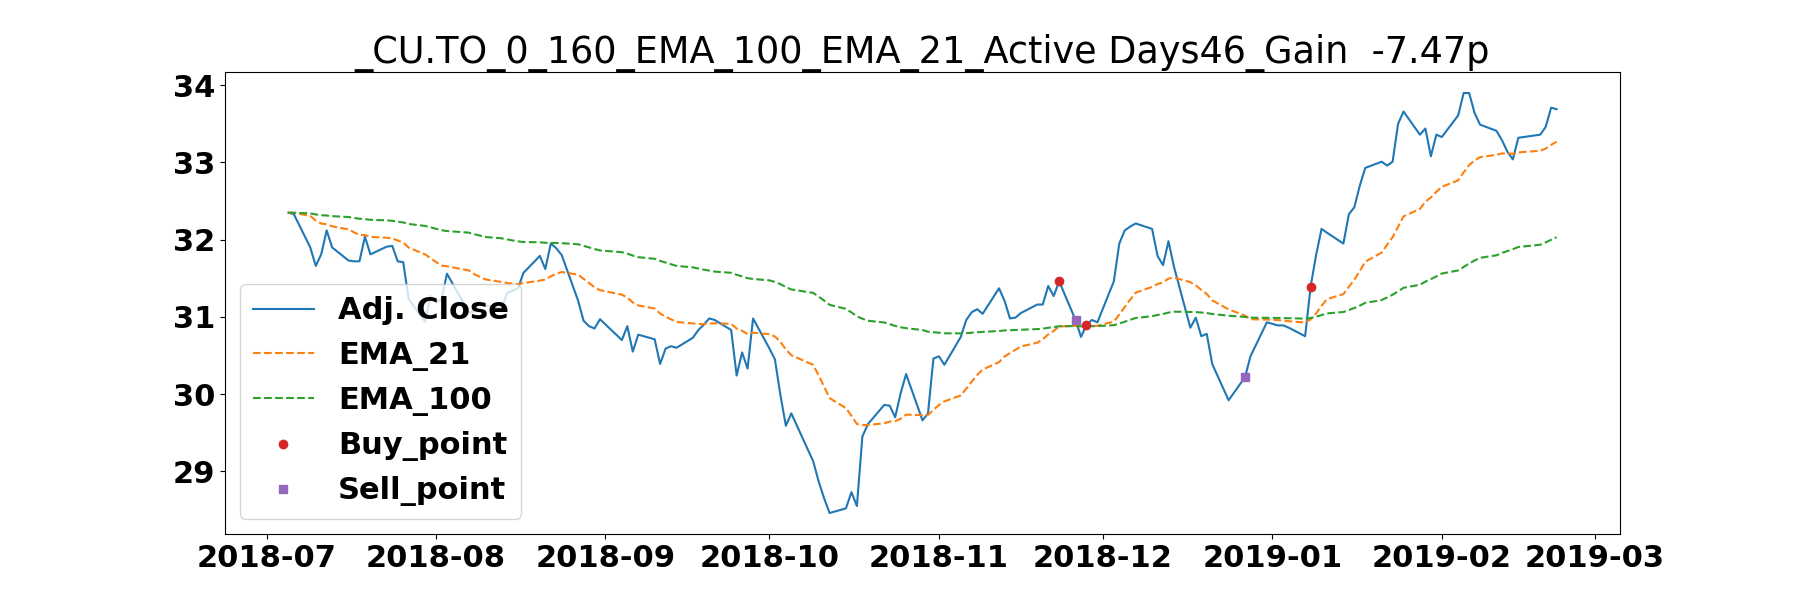 _CU.TO_0_160_EMA_100_EMA_21_Active Days46_Gain  -7.47p
34
33
32
31
30
29
Adj. Close
EMA_21
EMA_100
Buy_point
Sell_point
2018-07 2018-08 2018-09 2018-10 2018-11 2018-12 2019-01 2019-02 2019-03